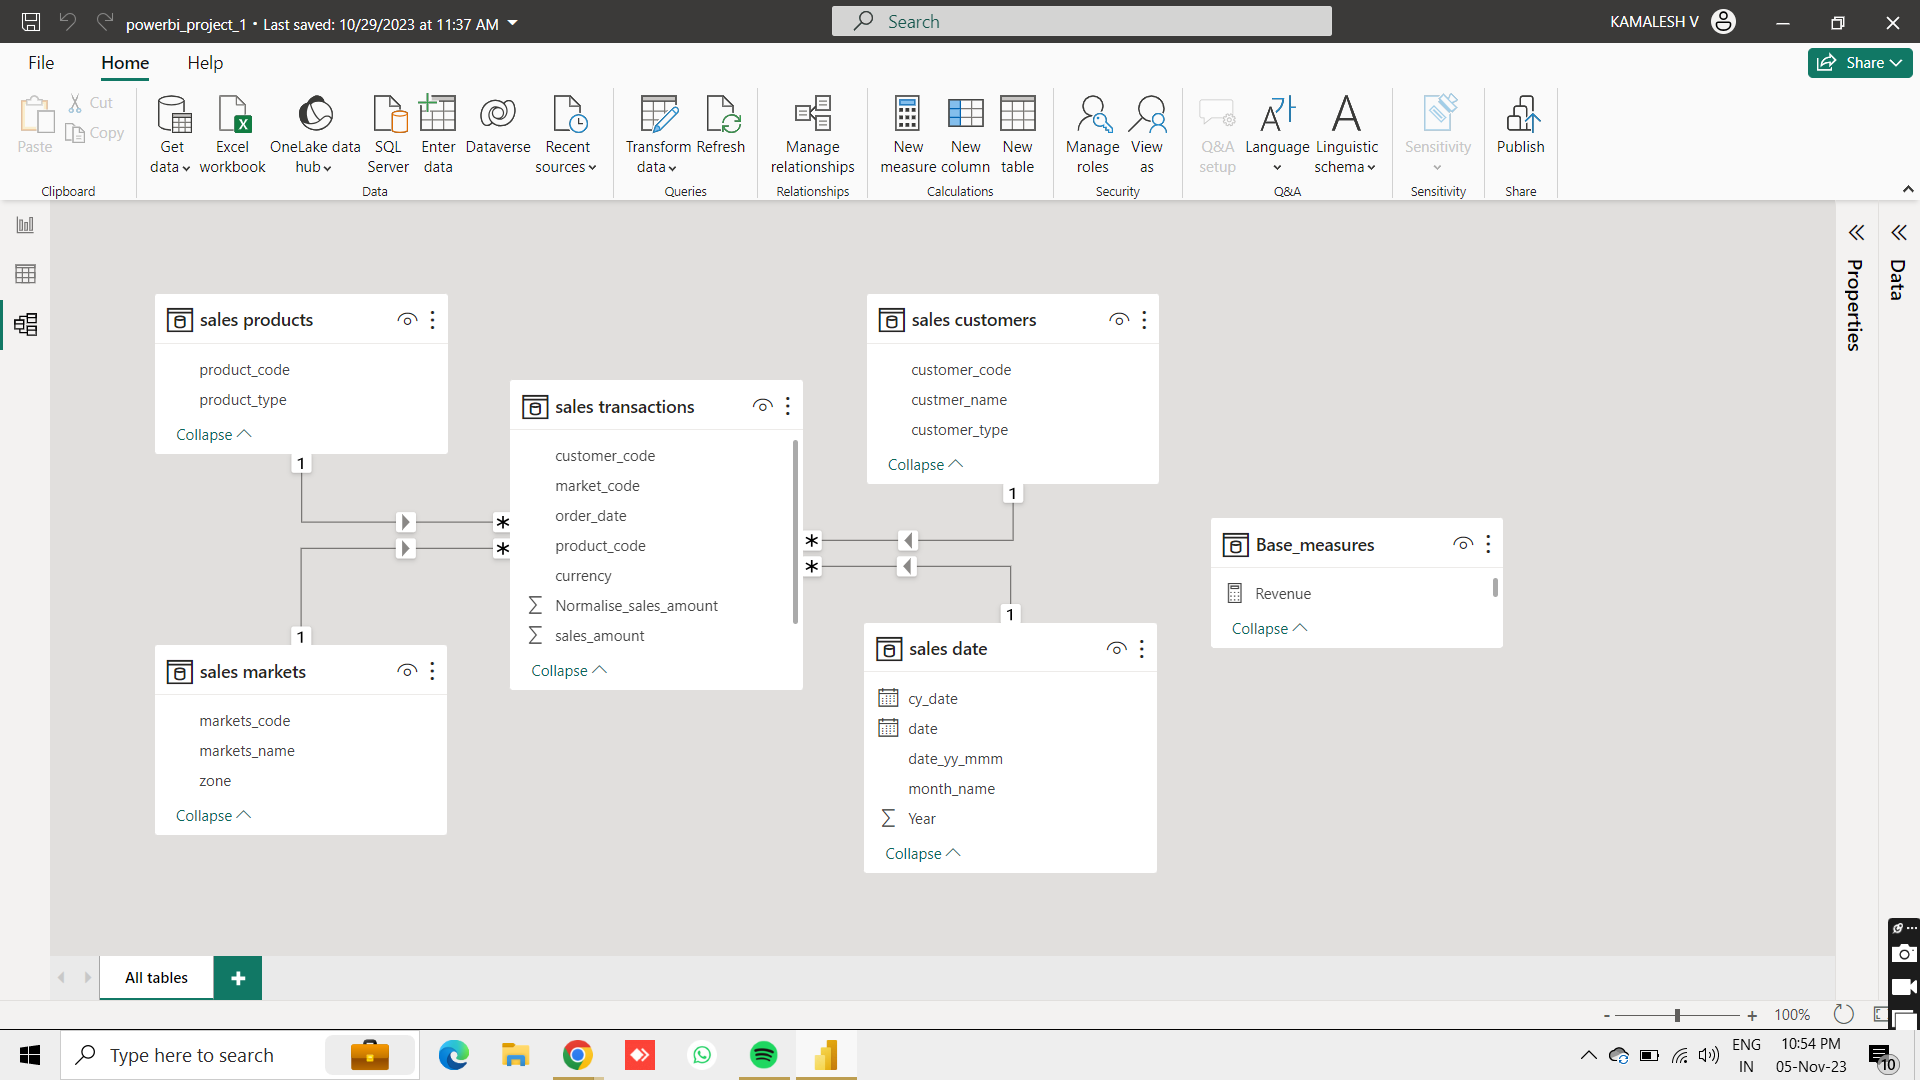 powerbi_project_1 • Last saved: 10/29/2023 at 11:37 AM
Search
KAMALESH V
File
Home
Help
Share
Paste
Cut
Copy
Clipboard
Get data
Excel workbook
OneLake data hub
SQL Server
Enter data
Dataverse
Recent sources
Data
Transform data
Refresh
Queries
Manage relationships
Relationships
New measure
New column
New table
Calculations
Manage roles
View as
Security
Q&A setup
Language
Linguistic schema
Q&A
Sensitivity
Sensitivity
Publish
Share
Properties
Data
sales products
product_code
product_type
Collapse
1
*
*
1
sales markets
markets_code
markets_name
zone
Collapse
sales transactions
customer_code
market_code
order_date
product_code
currency
Σ Normalise_sales_amount
Σ sales_amount
Collapse
sales customers
customer_code
custmer_name
customer_type
Collapse
1
*
*
1
sales date
cy_date
date
date_yy_mmm
month_name
Σ Year
Collapse
Base_measures
Revenue
Collapse
All tables
+
- + 100%
Type here to search
ENG
IN
10:54 PM
05-Nov-23
10